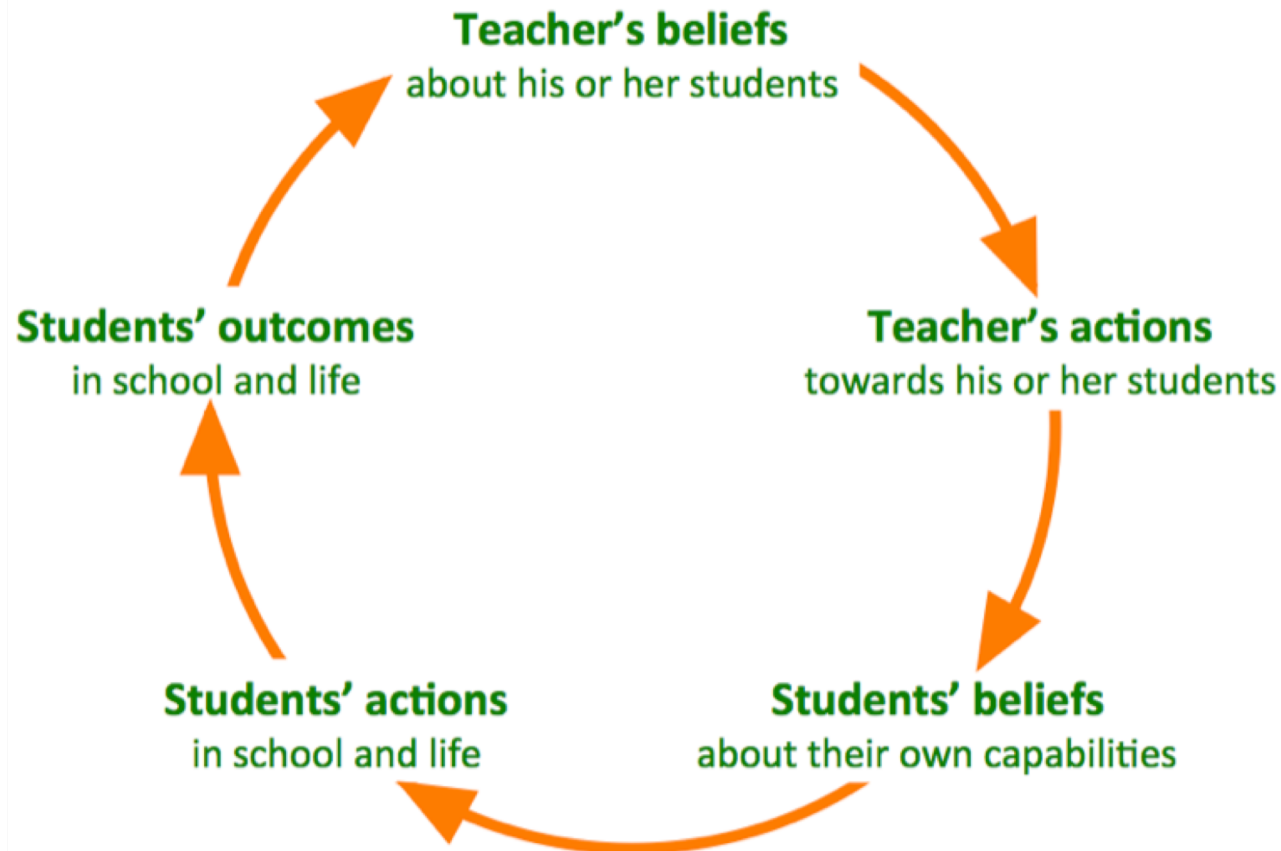 Teacher’s beliefs
about his or her students
Teacher’s actions
towards his or her students
Students’ beliefs
about their own capabilities
Students’ actions
in school and life
Students’ outcomes
in school and life